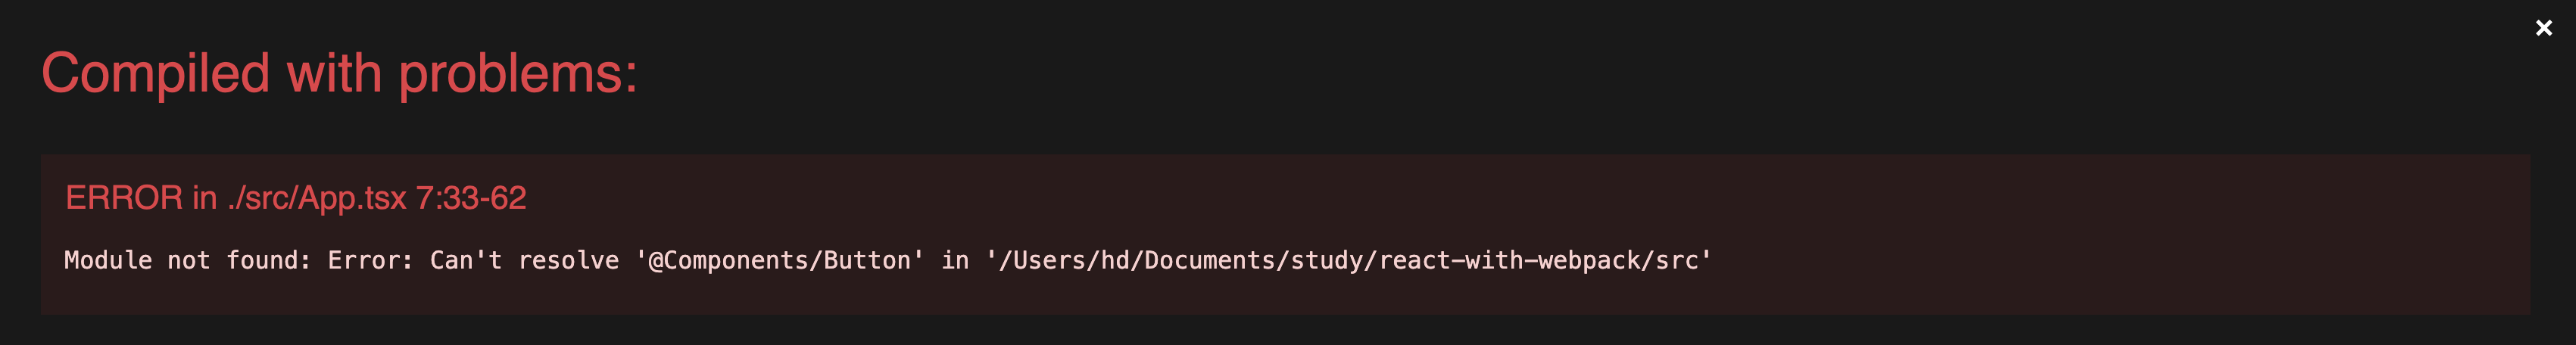 Compiled with problems:
ERROR in ./src/App.tsx 7:33-62
Module not found: Error: Can't resolve '@Components/Button' in '/Users/hd/Documents/study/react-with-webpack/src'